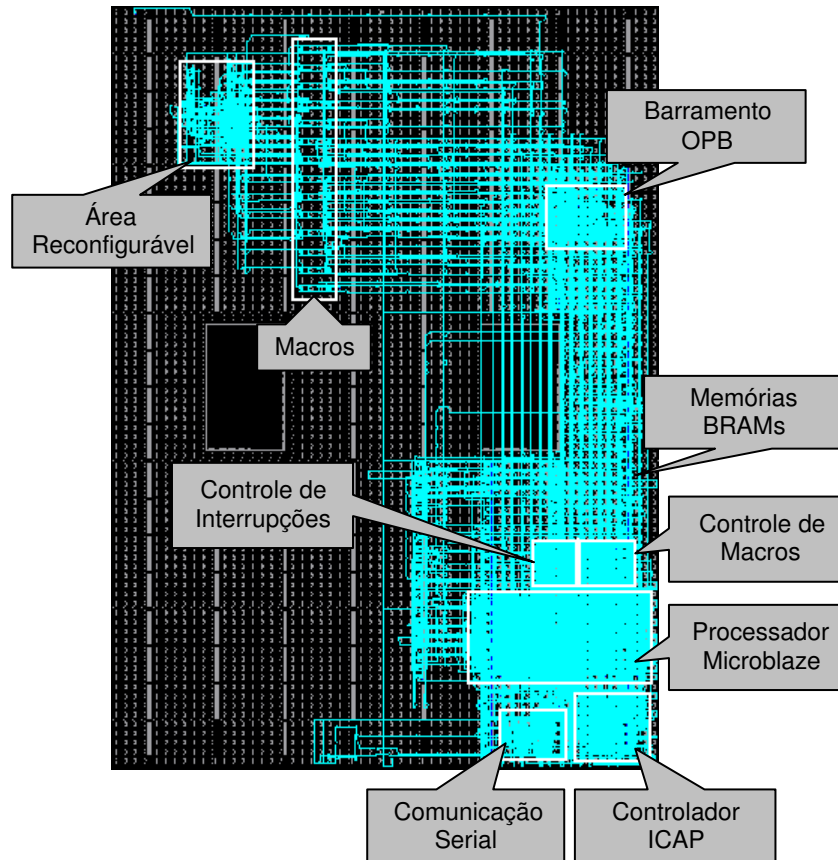 Barramento
OPB
Área
Reconfigurável
Macros
Memórias
BRAMs
Controle de
Interrupções
Controle de
Macros
Processador
Microblaze
Comunicação
Serial
Controlador
ICAP